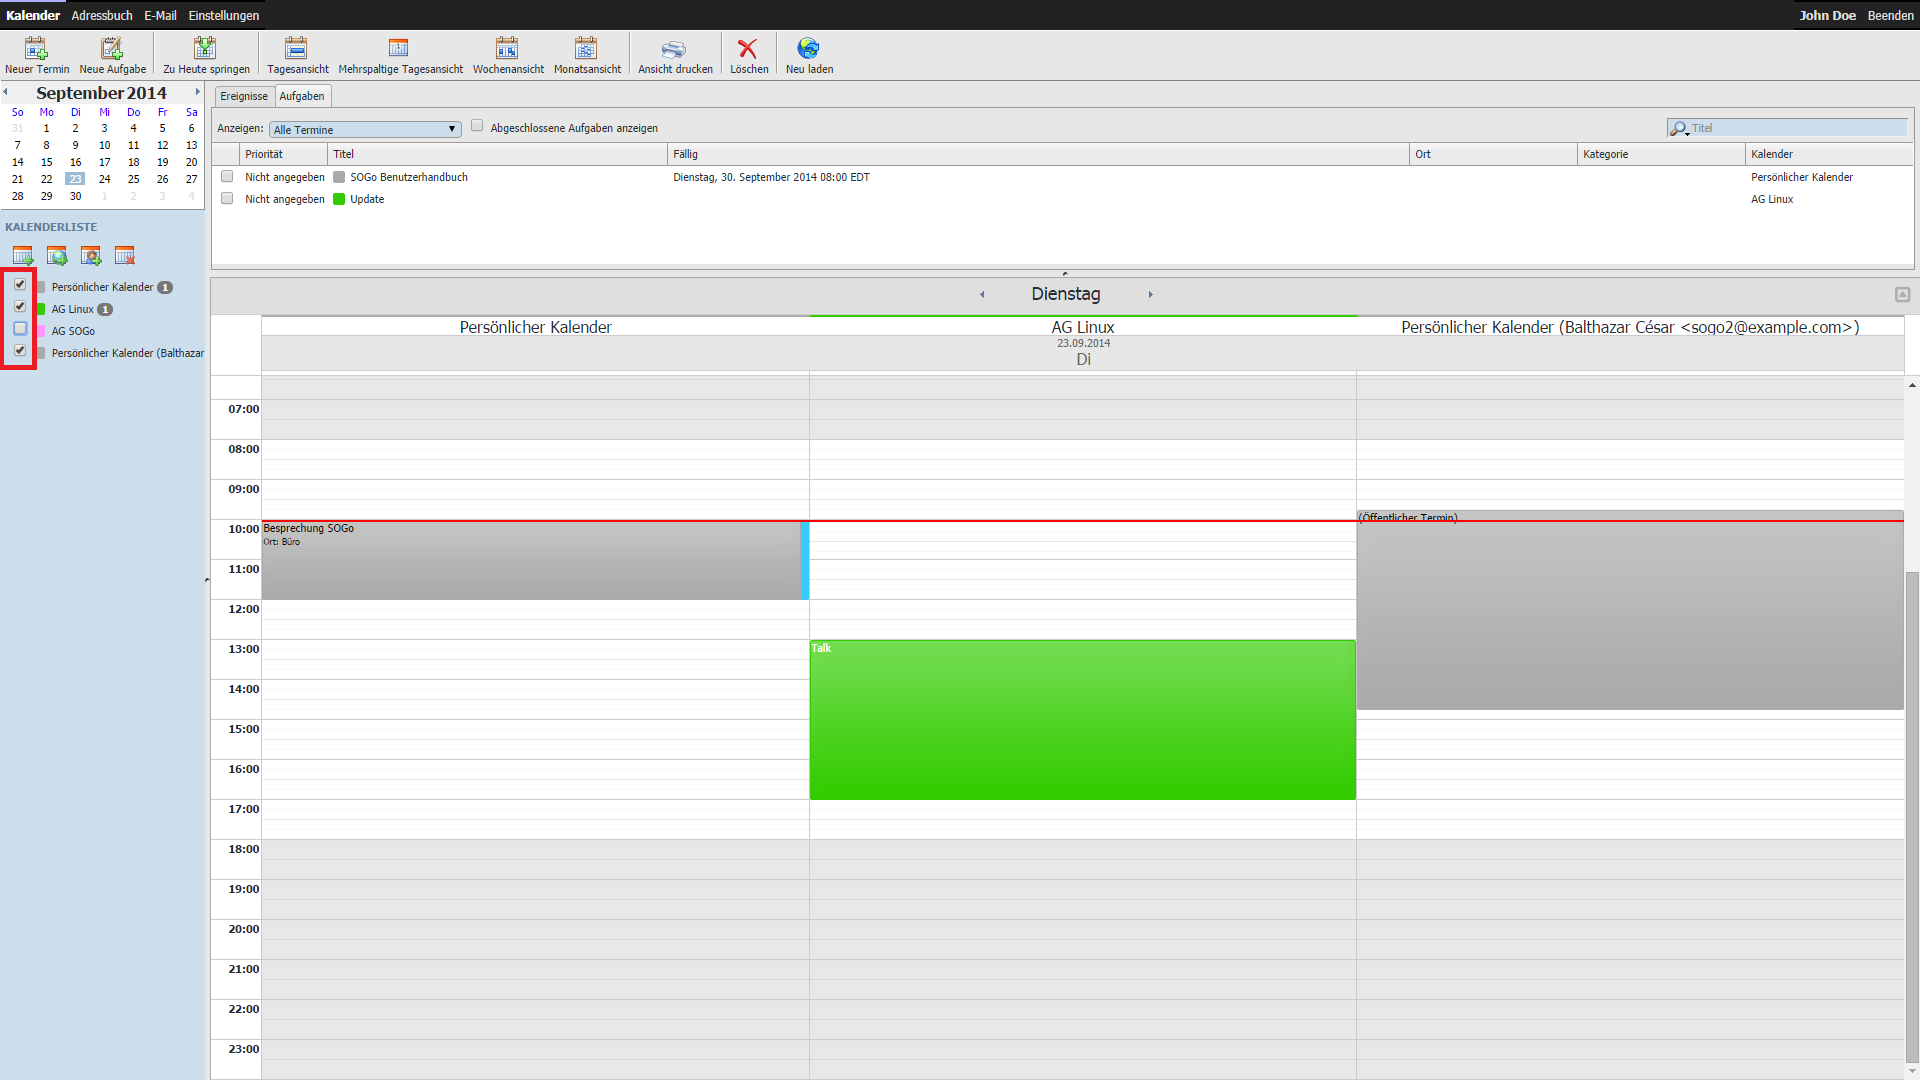 Kalender Adressbuch E-Mail Einstellungen John Doe Beenden
Neuer Termin Neue Aufgabe Zu Heute springen Tagesansicht Mehrspaltige Tagesansicht Wochenansicht Monatsansicht Ansicht drucken Löschen Neu laden
September 2014
So Mo Di Mi Do Fr Sa
31 1 2 3 4 5 6
7 8 9 10 11 12 13
14 15 16 17 18 19 20
21 22 23 24 25 26 27
28 29 30 1 2 3 4
KALENDERLISTE
Persönlicher Kalender 1
AG Linux 1
AG SOGo
Persönlicher Kalender (Balthazar
Ereignisse Aufgaben
Anzeigen: Alle Termine Abgeschlossene Aufgaben anzeigen Titel
Priorität Titel Fällig Ort Kategorie Kalender
Nicht angegeben SOGo Benutzerhandbuch Dienstag, 30. September 2014 08:00 EDT Persönlicher Kalender
Nicht angegeben Update AG Linux
Dienstag
Persönlicher Kalender AG Linux Persönlicher Kalender (Balthazar César <sogo2@example.com>)
23.09.2014
Di
07:00
08:00
09:00
(Öffentlicher Termin)
10:00 Besprechung SOGo
Ort: Büro
11:00
12:00
13:00 Talk
14:00
15:00
16:00
17:00
18:00
19:00
20:00
21:00
22:00
23:00